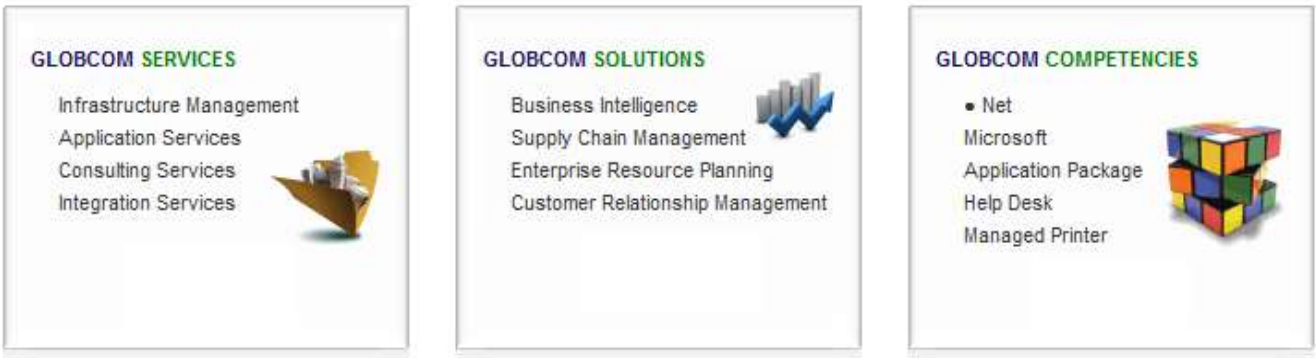 GLOBCOM SERVICES
Infrastructure Management
Application Services
Consulting Services
Integration Services
GLOBCOM SOLUTIONS
Business Intelligence
Supply Chain Management
Enterprise Resource Planning
Customer Relationship Management
GLOBCOM COMPETENCIES
• Net
Microsoft
Application Package
Help Desk
Managed Printer